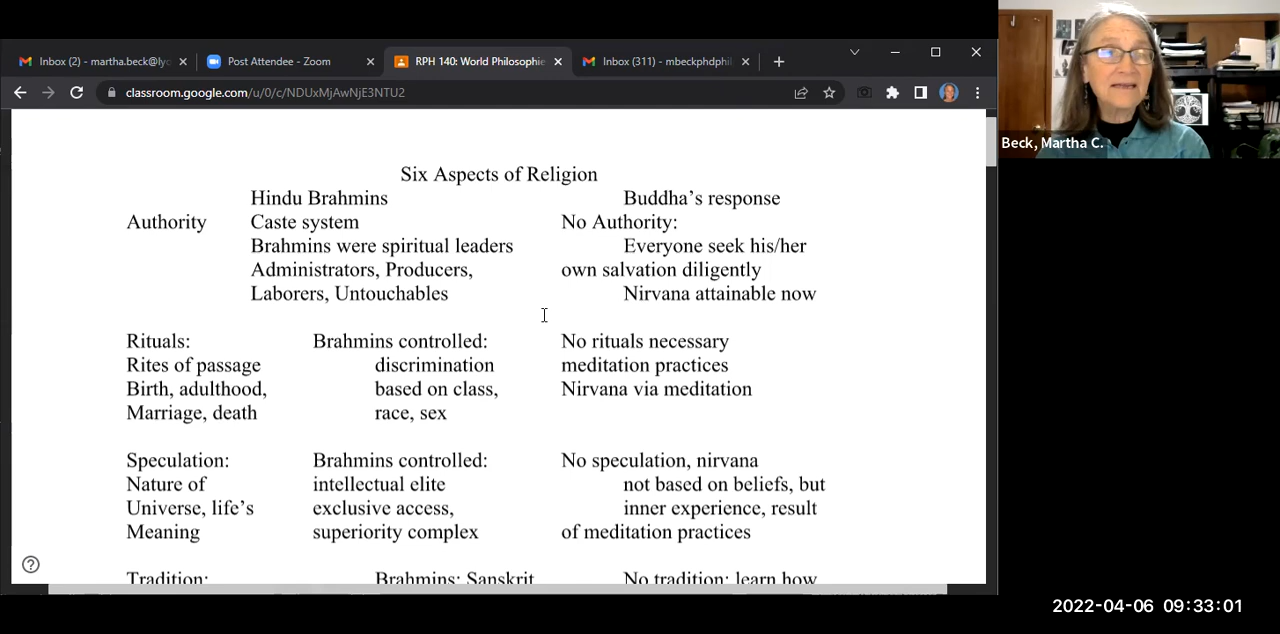 Inbox (2) - martha.beck@lyc
Post Attendee - Zoom
RPH 140: World Philosophie
Inbox (311) - mbeckphdphil
classroom.google.com/u/0/c/NDUxMjAwNjE3NTU2
Beck, Martha C.
Six Aspects of Religion
Hindu Brahmins Buddha's response
Authority Caste system No Authority:
Brahmins were spiritual leaders Everyone seek his/her
Administrators, Producers, own salvation diligently
Laborers, Untouchables Nirvana attainable now
Rituals: Brahmins controlled: No rituals necessary
Rites of passage discrimination meditation practices
Birth, adulthood, based on class, Nirvana via meditation
Marriage, death race, sex
Speculation: Brahmins controlled: No speculation, nirvana
Nature of intellectual elite not based on beliefs, but
Universe, life's exclusive access, inner experience, result
Meaning superiority complex of meditation practices
Tradition: Brahmins: Sanskrit No tradition: learn how
2022-04-06 09:33:01